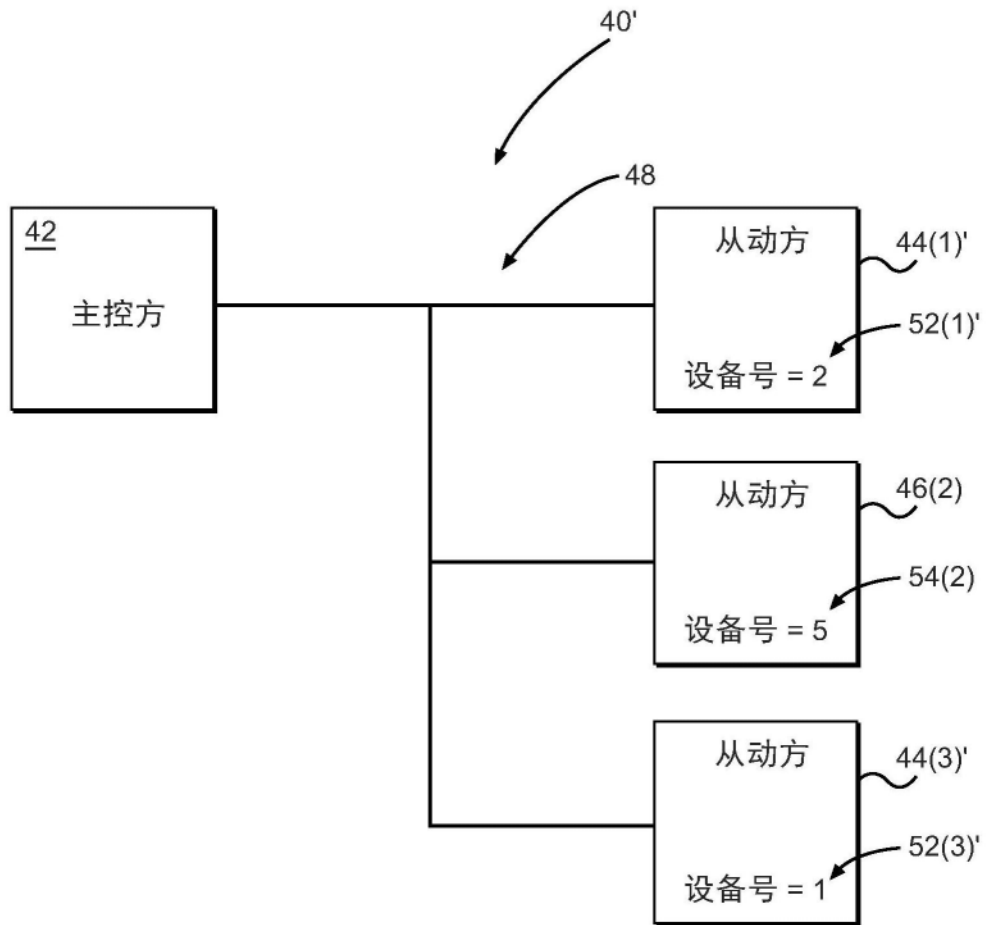 40'
48
42
主控方
从动方
44(1)'
52(1)'
设备号 = 2
从动方
46(2)
54(2)
设备号 = 5
从动方
44(3)'
52(3)'
设备号 = 1